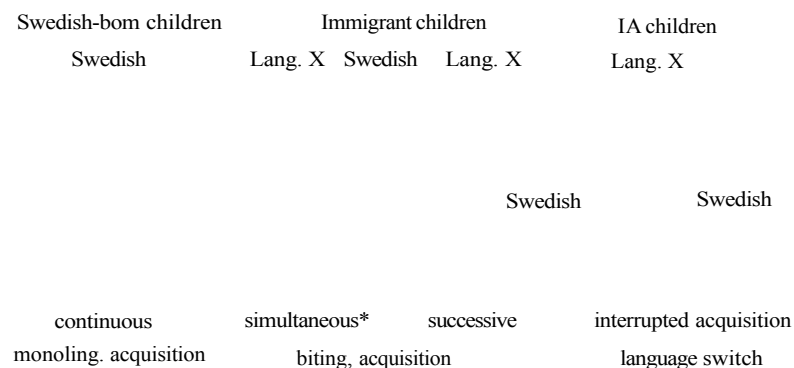 Swedish-bom children Immigrant children IA children
Swedish Lang. X Swedish Lang. X Lang. X
Swedish Swedish
continuous simultaneous* successive interrupted acquisition
monoling. acquisition biting, acquisition language switch